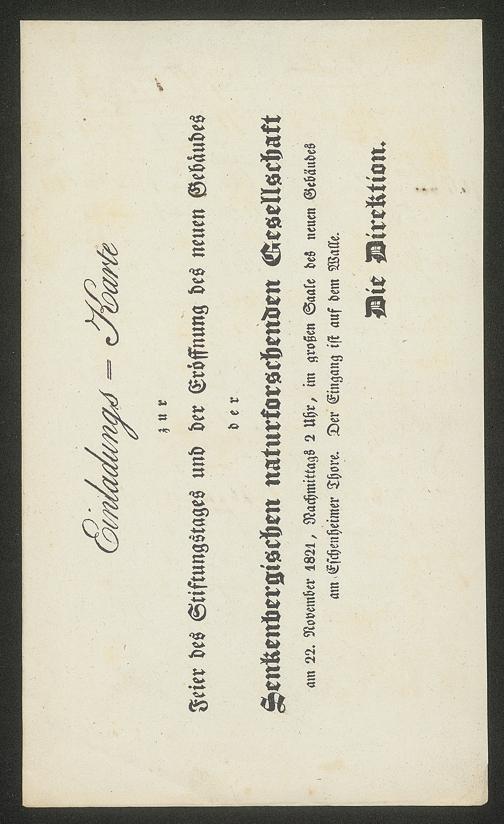 Einladungs = Karte
zur
Feier des Stiftungstages und der Eröffnung des neuen Gebäudes
der
Senkenbergischen naturforschenden Gesellschaft
am 22. November 1821, Nachmittags 2 Uhr, im großen Saale des neuen Gebäudes
am Eschenheimer Thore. Der Eingang ist auf dem Walle.
Die Direktion.